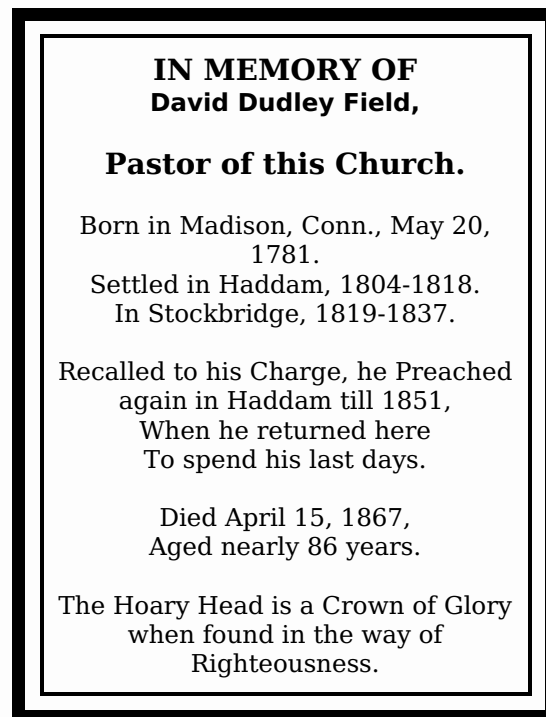 IN MEMORY OF
David Dudley Field,
Pastor of this Church.
Born in Madison, Conn., May 20,
1781.
Settled in Haddam, 1804-1818.
In Stockbridge, 1819-1837.
Recalled to his Charge, he Preached
again in Haddam till 1851,
When he returned here
To spend his last days.
Died April 15, 1867,
Aged nearly 86 years.
The Hoary Head is a Crown of Glory
when found in the way of
Righteousness.